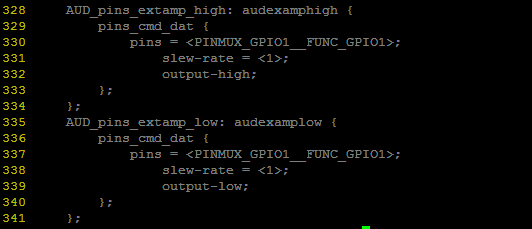 328 AUD_pins_extamp_high: audexamphigh {
329 pins_cmd_dat {
330 pins = <PINMUX_GPIO1__FUNC_GPIO1>;
331 slew-rate = <1>;
332 output-high;
333 };
334 };
335 AUD_pins_extamp_low: audexamplow {
336 pins_cmd_dat {
337 pins = <PINMUX_GPIO1__FUNC_GPIO1>;
338 slew-rate = <1>;
339 output-low;
340 };
341 };